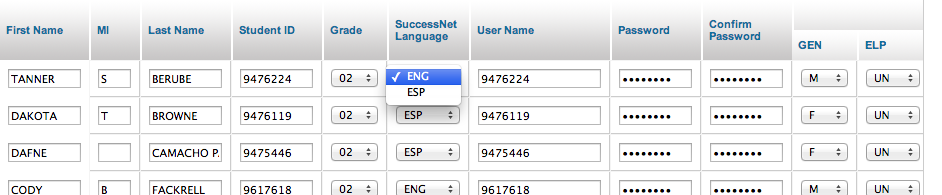 First Name MI Last Name Student ID Grade SuccessNet Language User Name Password Confirm Password GEN ELP
TANNER S BERUBE 9476224 02 ✓ ENG 9476224 •••••••• •••••••• M UN
ESP
DAKOTA T BROWNE 9476119 02 ESP 9476119 •••••••• •••••••• F UN
DAFNE CAMACHO P. 9475446 02 ESP 9475446 •••••••• •••••••• F UN
CODY B FACKRELL 9617618 02 ENG 9617618 •••••••• •••••••• M UN